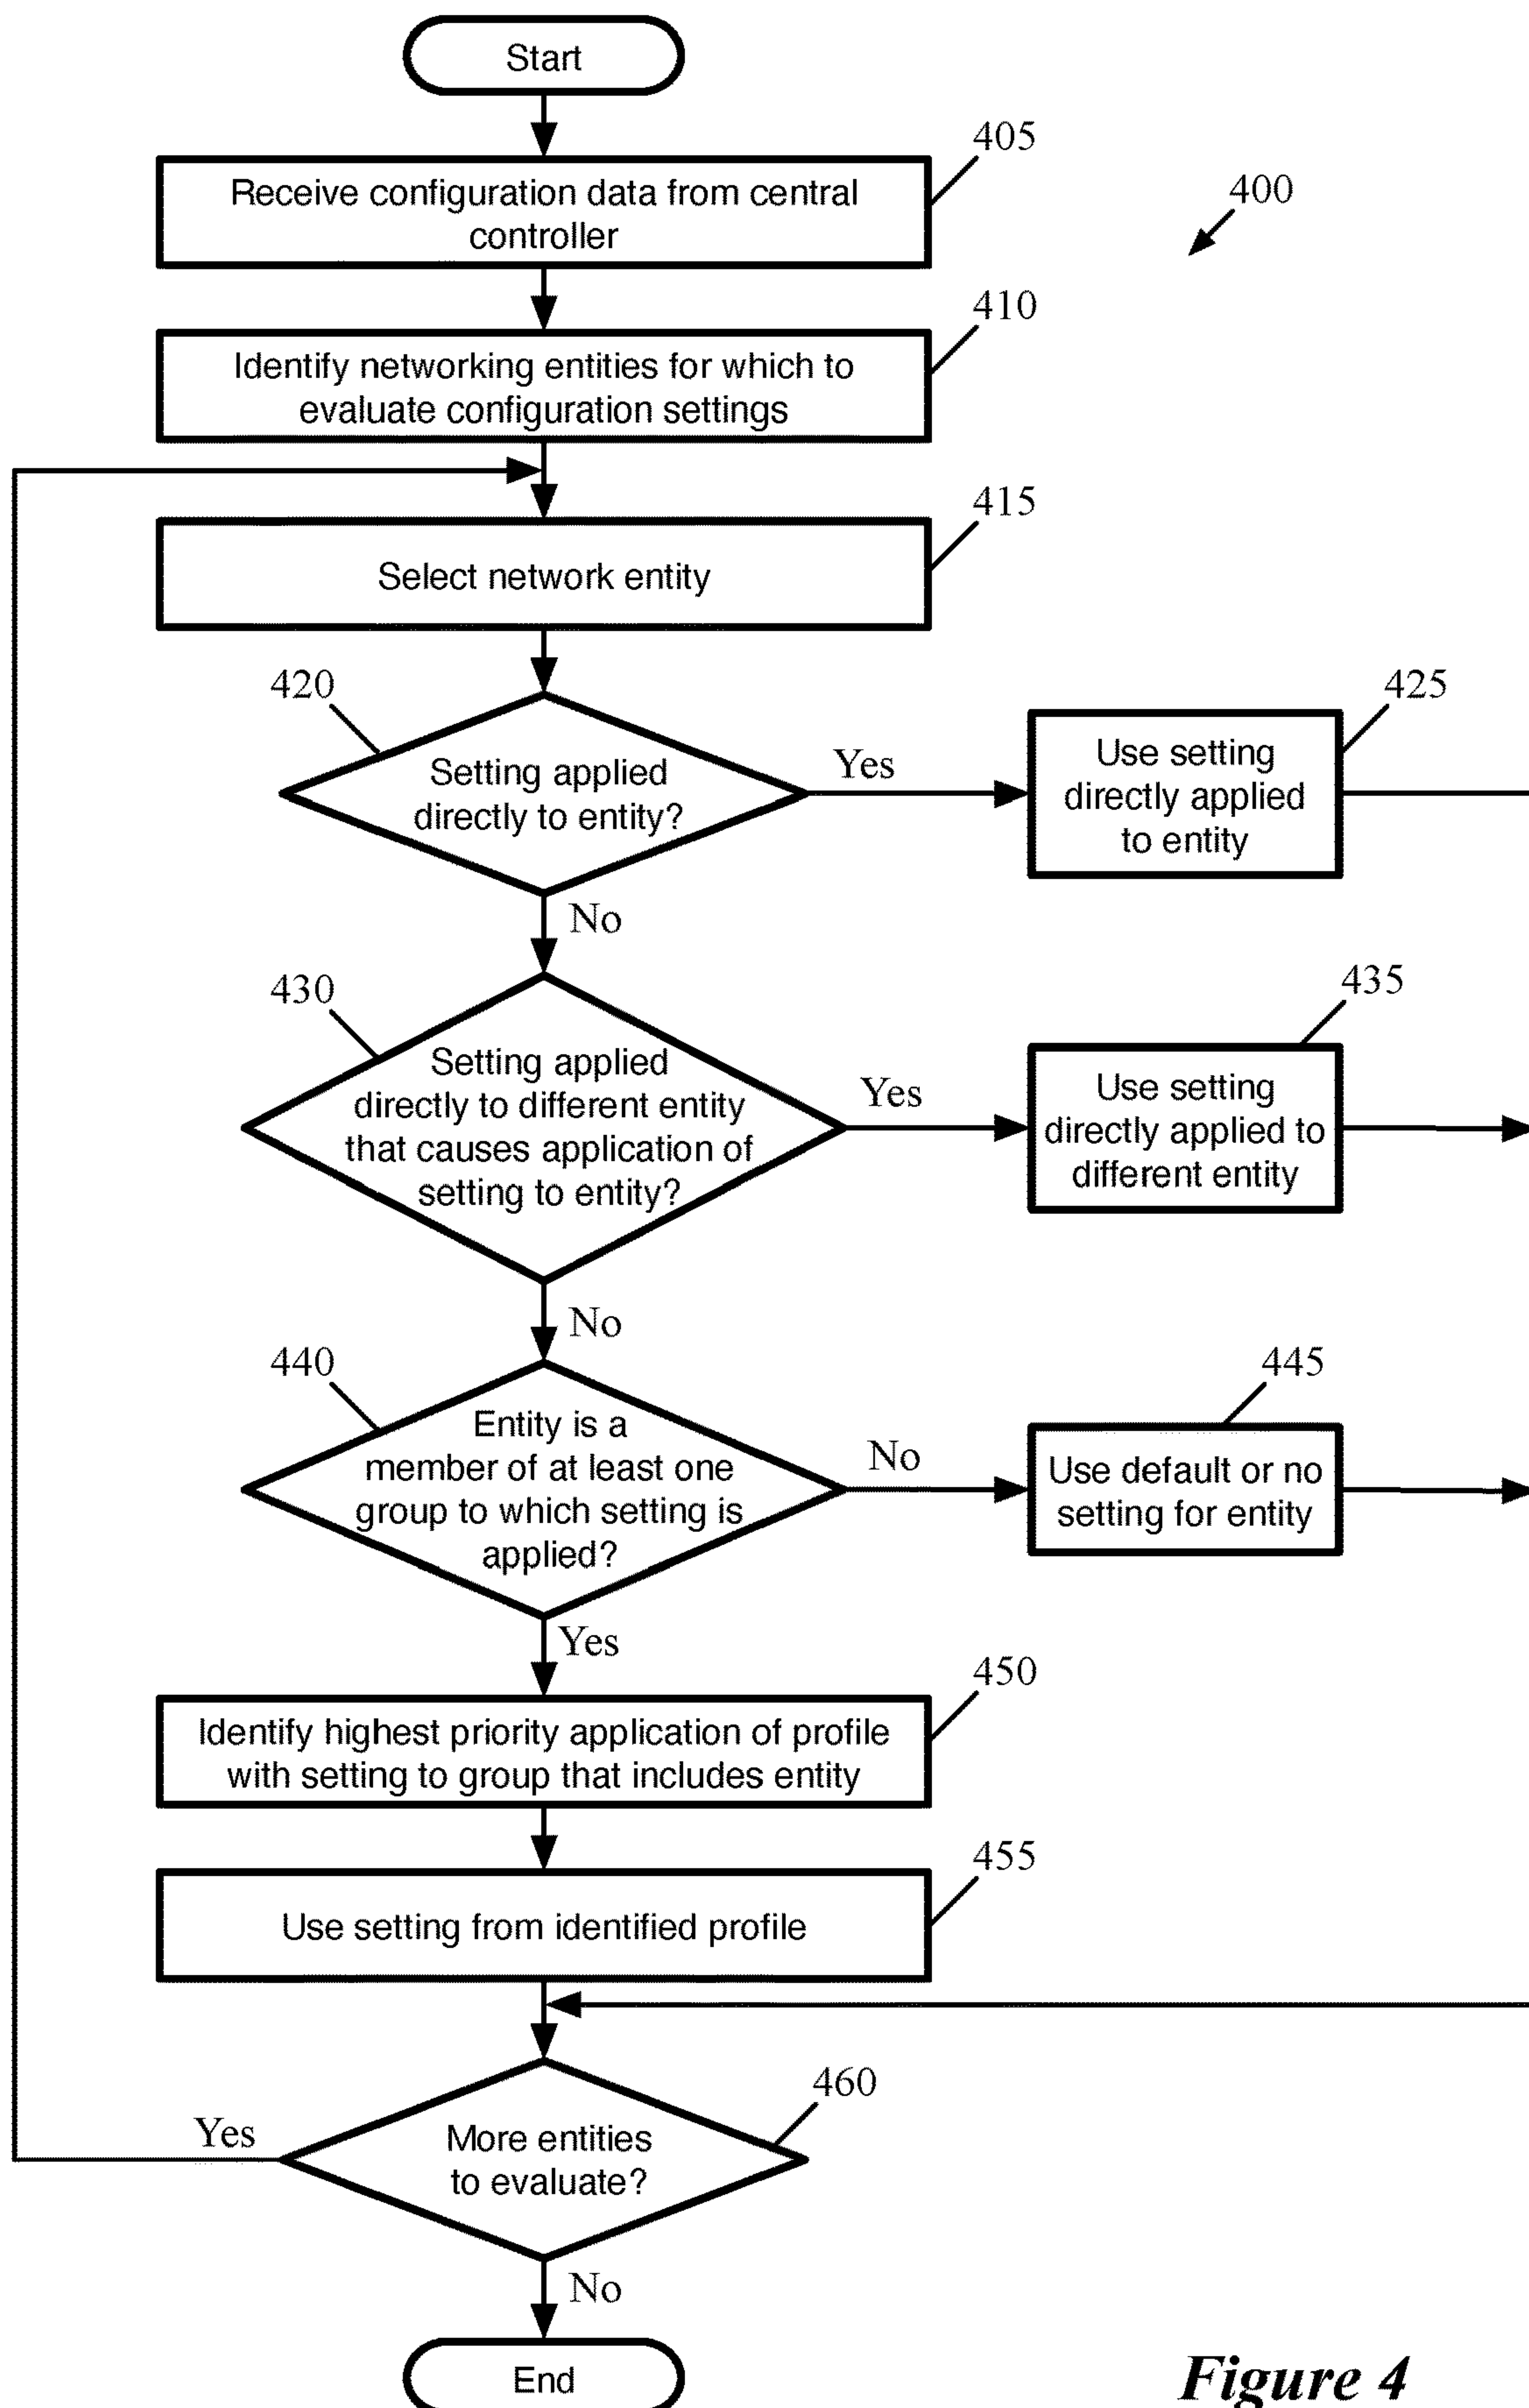 Start
405
Receive configuration data from central
controller
400
410
Identify networking entities for which to
evaluate configuration settings
415
Select network entity
420
Setting applied
directly to entity?
Yes
425
Use setting
directly applied
to entity
No
430
Setting applied
directly to different entity
that causes application of
setting to entity?
Yes
435
Use setting
directly applied to
different entity
No
440
Entity is a
member of at least one
group to which setting is
applied?
No
445
Use default or no
setting for entity
Yes
450
Identify highest priority application of profile
with setting to group that includes entity
455
Use setting from identified profile
460
More entities
to evaluate?
Yes
No
End
Figure 4